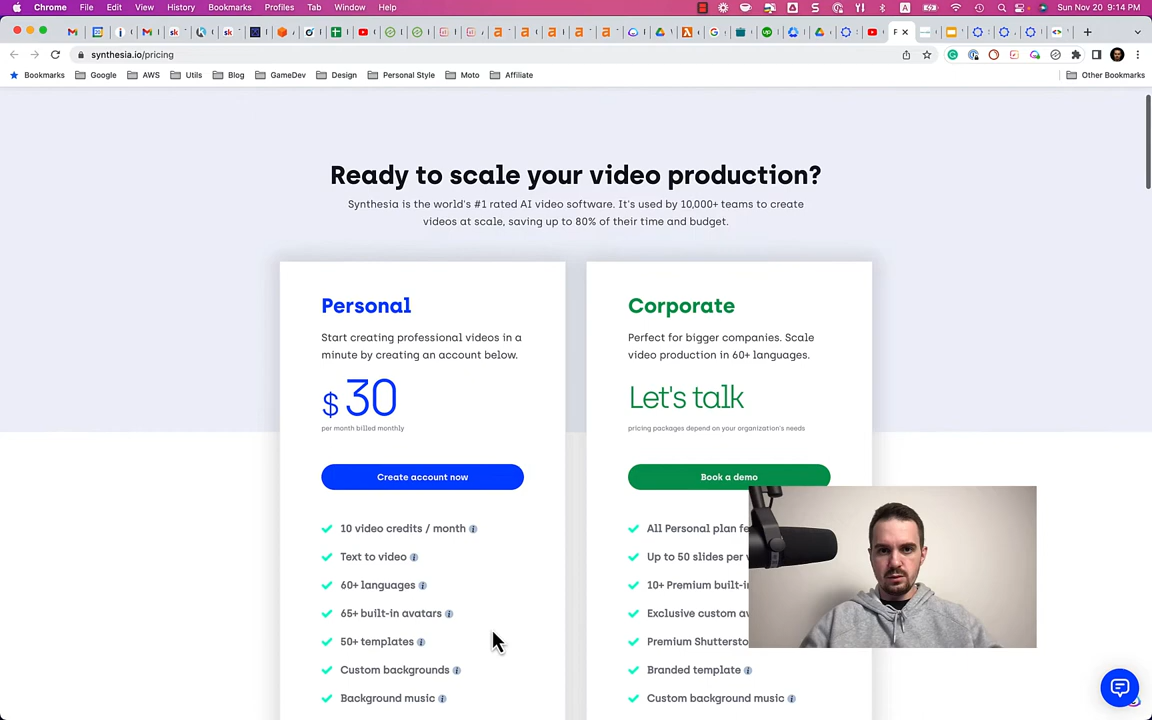 Chrome File Edit View History Bookmarks Profiles Tab Window Help
Sun Nov 20 9:14 PM
synthesia.io/pricing
Bookmarks Google AWS Utils Blog GameDev Design Personal Style Moto Affiliate Other Bookmarks
Ready to scale your video production?
Synthesia is the world's #1 rated AI video software. It's used by 10,000+ teams to create
videos at scale, saving up to 80% of their time and budget.
Personal
Start creating professional videos in a
minute by creating an account below.
$ 30
per month billed monthly
Create account now
10 video credits / month
Text to video
60+ languages
65+ built-in avatars
50+ templates
Custom backgrounds
Background music
Corporate
Perfect for bigger companies. Scale
video production in 60+ languages.
Let's talk
pricing packages depend on your organization's needs
Book a demo
All Personal plan
Up to 50 slides per
10+ Premium built-in
Exclusive custom
Premium
Branded template
Custom background music